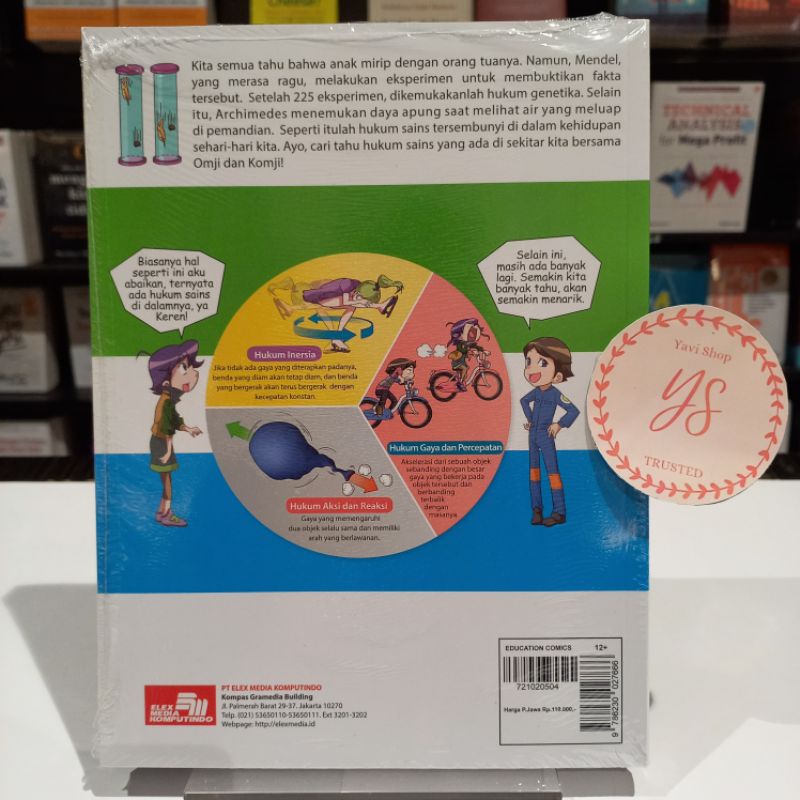 Kita semua tahu bahwa anak mirip dengan orang tuanya. Namun, Mendel,
yang merasa ragu, melakukan eksperimen untuk membuktikan fakta
tersebut. Setelah 225 eksperimen, dikemukakanlah hukum genetika. Selain
itu, Archimedes menemukan daya apung saat melihat air yang meluap
di pemandian. Seperti itulah hukum sains tersembunyi di dalam kehidupan
sehari-hari kita. Ayo, cari tahu hukum sains yang ada di sekitar kita bersama
Omji dan Komji!
Biasanya hal
seperti ini aku
abaikan, ternyata
ada hukum sains
di dalamnya, ya
Keren!
Selain ini,
masih ada banyak
lagi. Semakin kita
banyak tahu, akan
semakin menarik.
Hukum Inersia
Jika tidak ada gaya yang diterapkan padanya,
benda yang diam akan tetap diam, dan benda
yang bergerak akan terus bergerak dengan
kecepatan konstan.
Hukum Gaya dan Percepatan
Akselerasi dari sebuah objek
sebanding dengan besar
gaya yang bekerja pada
objek tersebut dan
berbanding
terbalik
dengan
massanya.
Hukum Aksi dan Reaksi
Gaya yang memengaruhi
dua objek selalu sama dan memiliki
arah yang berlawanan.
Yavi Shop
YS
TRUSTED
TECHNICAL
ANALYSIS
for Mega Profit
ELEX
MEDIA
KOMPUTINDO
PT ELEX MEDIA KOMPUTINDO
Kompas Gramedia Building
Jl. Palmerah Barat 29-37. Jakarta 10270
Telp. (021) 53650110-53650111. Ext 3201-3202
Webpage: http://elexmedia.id
EDUCATION COMICS 12+
721020504
Harga P.Jawa Rp.110.000,-
9 786230 027666